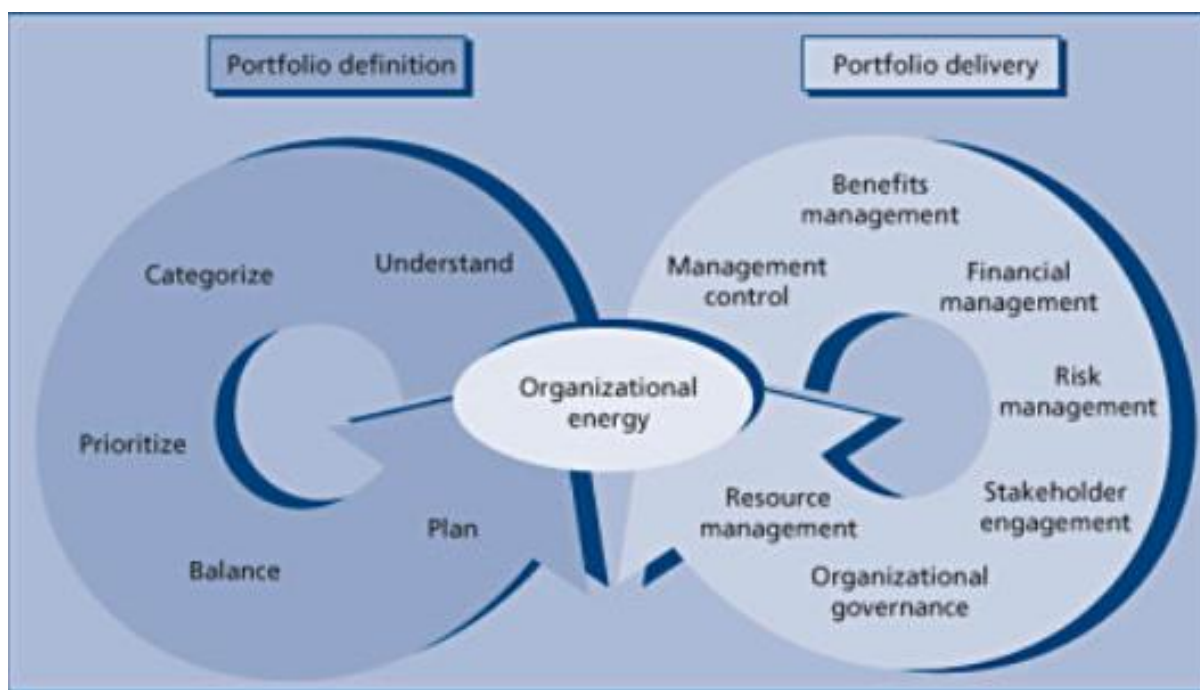 Portfolio definition
Portfolio delivery
Understand
Categorize
Prioritize
Balance
Plan
Organizational
energy
Management
control
Benefits
management
Financial
management
Risk
management
Stakeholder
engagement
Organizational
governance
Resource
management